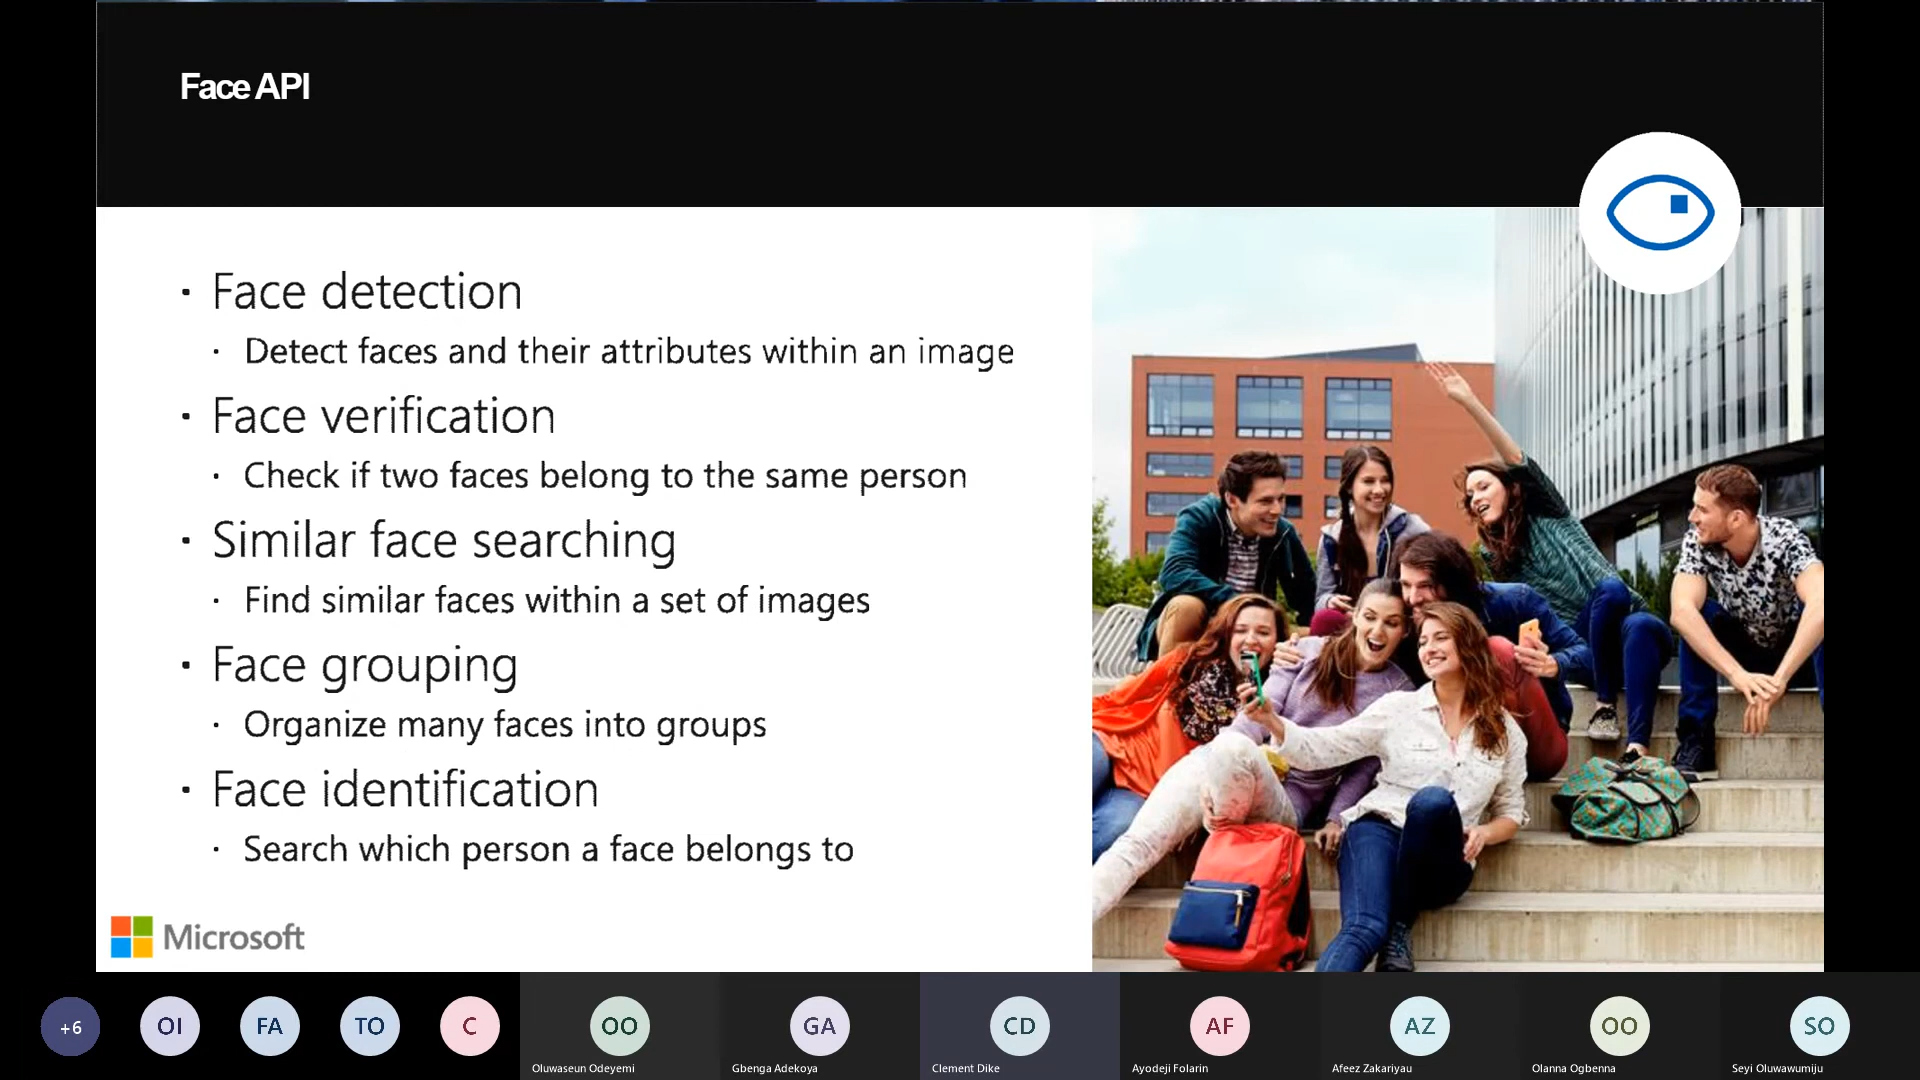 Face API
· Face detection
· Detect faces and their attributes within an image
· Face verification
· Check if two faces belong to the same person
· Similar face searching
· Find similar faces within a set of images
· Face grouping
· Organize many faces into groups
· Face identification
· Search which person a face belongs to
Microsoft
+6 OI FA TO C OO GA CD AF AZ OO SO
Oluwaseun Odeyemi Gbenga Adekoya Clement Dike Ayodeji Folarin Afeez Zakariyau Olanna Ogbenna Seyi Oluwawumiju